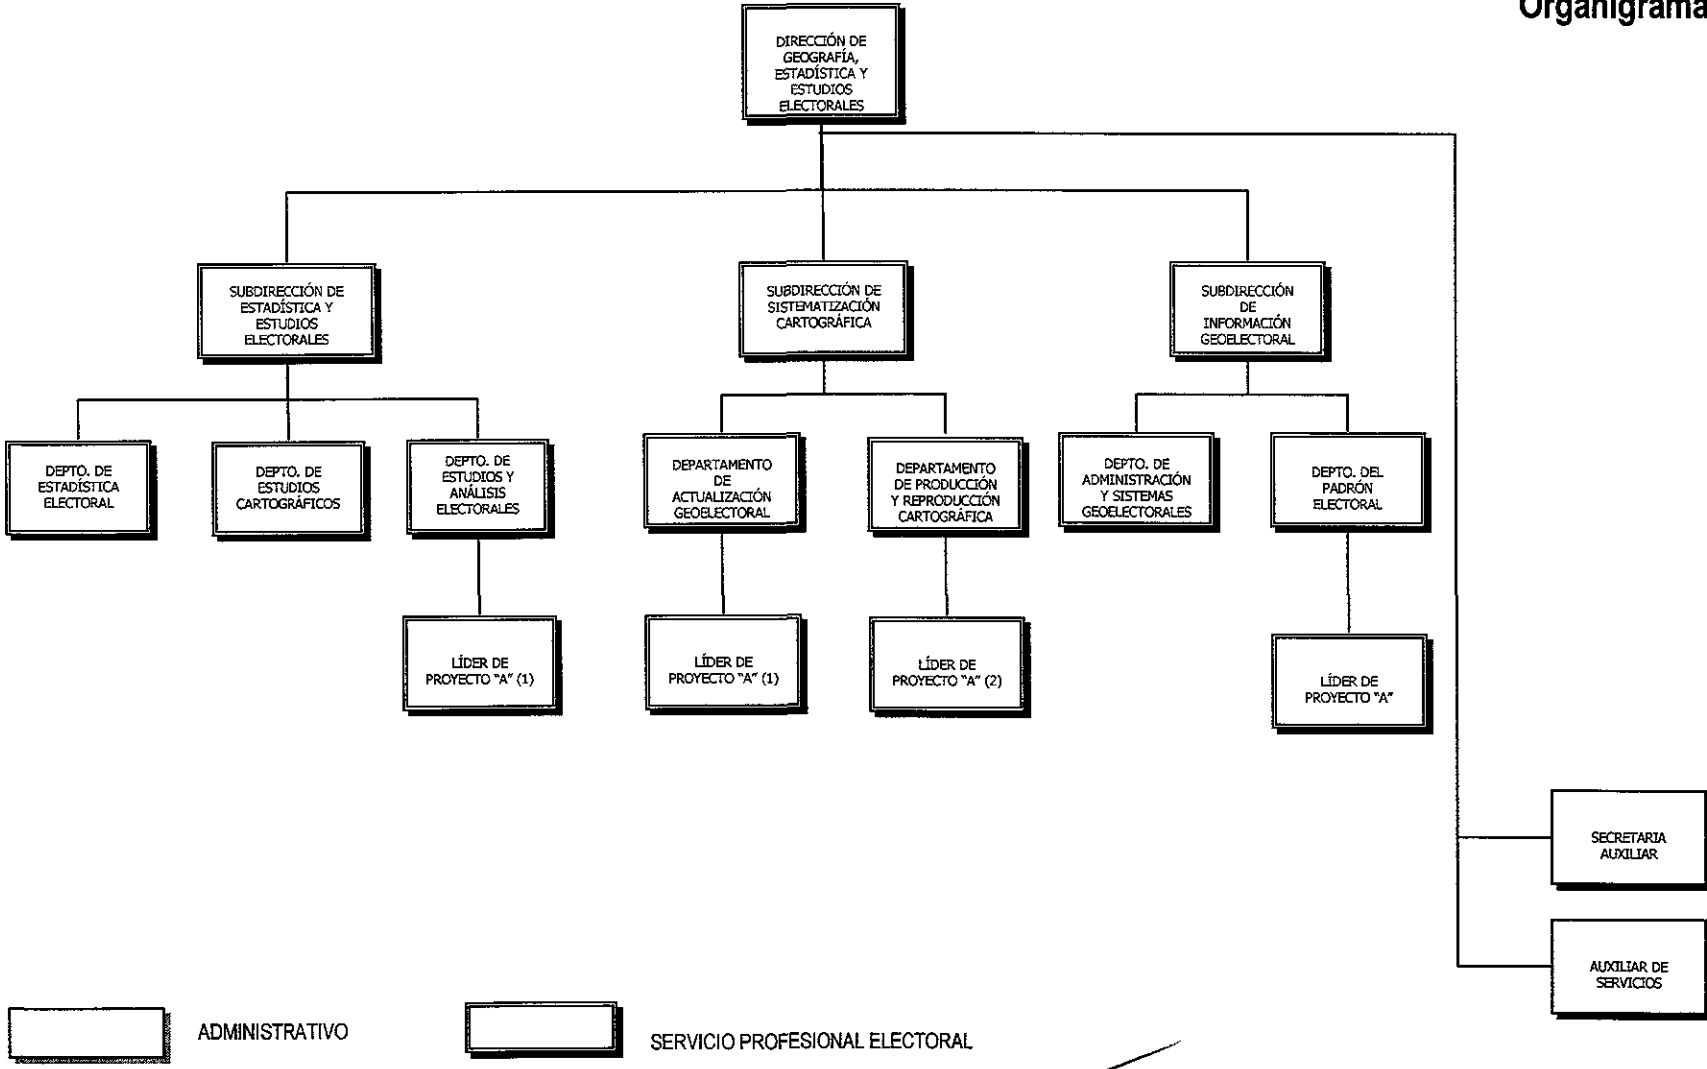 Organigrama
DIRECCIÓN DE
GEOGRAFÍA,
ESTADÍSTICA Y
ESTUDIOS
ELECTORALES
SUBDIRECCIÓN DE
ESTADÍSTICA Y
ESTUDIOS
ELECTORALES
SUBDIRECCIÓN DE
SISTEMATIZACIÓN
CARTOGRÁFICA
SUBDIRECCIÓN
DE
INFORMACIÓN
GEOELECTORAL
DEPTO. DE
ESTADÍSTICA
ELECTORAL
DEPTO. DE
ESTUDIOS
CARTOGRÁFICOS
DEPTO. DE
ESTUDIOS Y
ANÁLISIS
ELECTORALES
DEPARTAMENTO
DE
ACTUALIZACIÓN
GEOELECTORAL
DEPARTAMENTO
DE PRODUCCIÓN
Y REPRODUCCIÓN
CARTOGRÁFICA
DEPTO. DE
ADMINISTRACIÓN
Y SISTEMAS
GEOELECTORALES
DEPTO. DEL
PADRÓN
ELECTORAL
LÍDER DE
PROYECTO "A" (1)
LÍDER DE
PROYECTO "A" (1)
LÍDER DE
PROYECTO "A" (2)
LÍDER DE
PROYECTO "A"
SECRETARIA
AUXILIAR
AUXILIAR DE
SERVICIOS
ADMINISTRATIVO
SERVICIO PROFESIONAL ELECTORAL